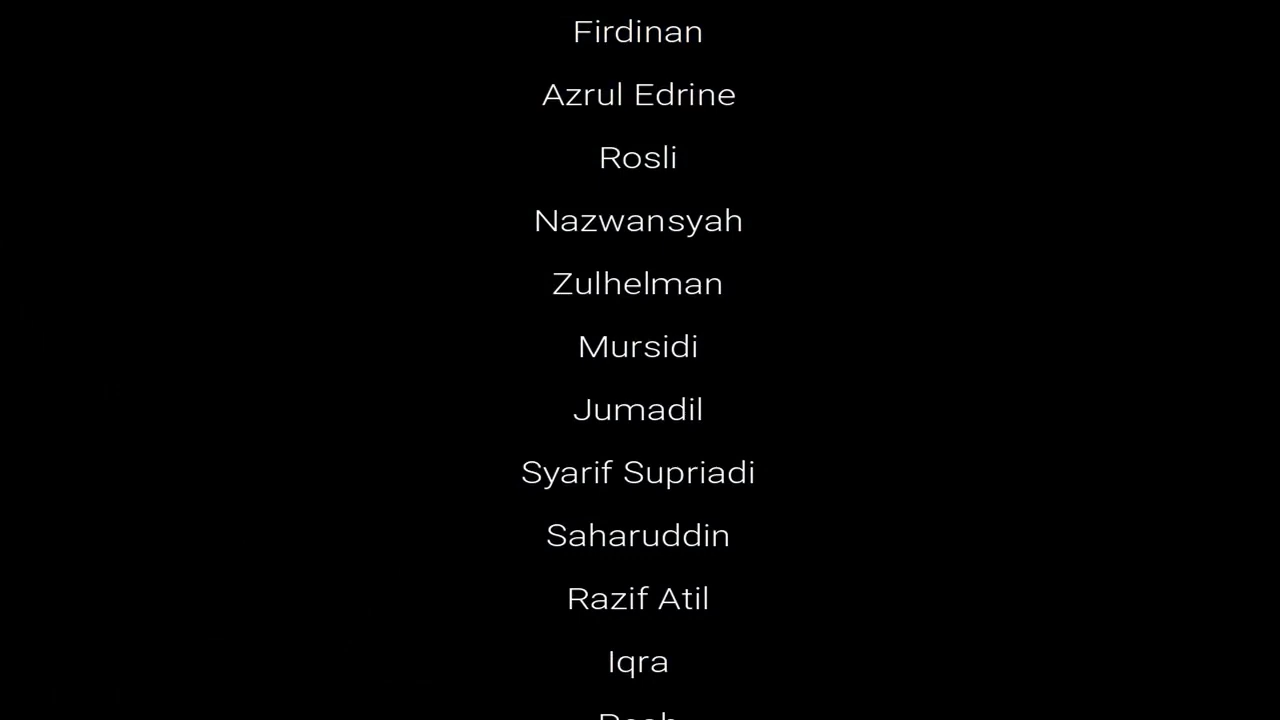 Firdinan
Azrul Edrine
Rosli
Nazwansyah
Zulhelman
Mursidi
Jumadil
Syarif Supriadi
Saharuddin
Razif Atil
Iqra